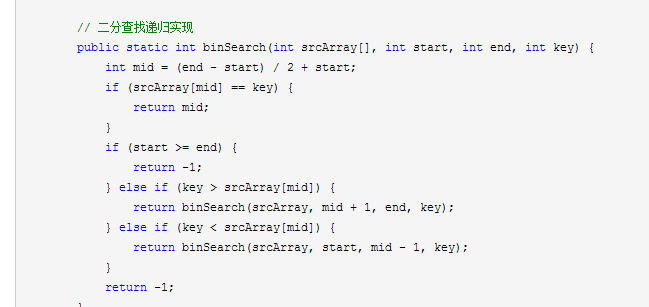 // 二分查找递归实现
public static int binSearch(int srcArray[], int start, int end, int key) {
    int mid = (end - start) / 2 + start;
    if (srcArray[mid] == key) {
        return mid;
    }
    if (start >= end) {
        return -1;
    } else if (key > srcArray[mid]) {
        return binSearch(srcArray, mid + 1, end, key);
    } else if (key < srcArray[mid]) {
        return binSearch(srcArray, start, mid - 1, key);
    }
    return -1;
}